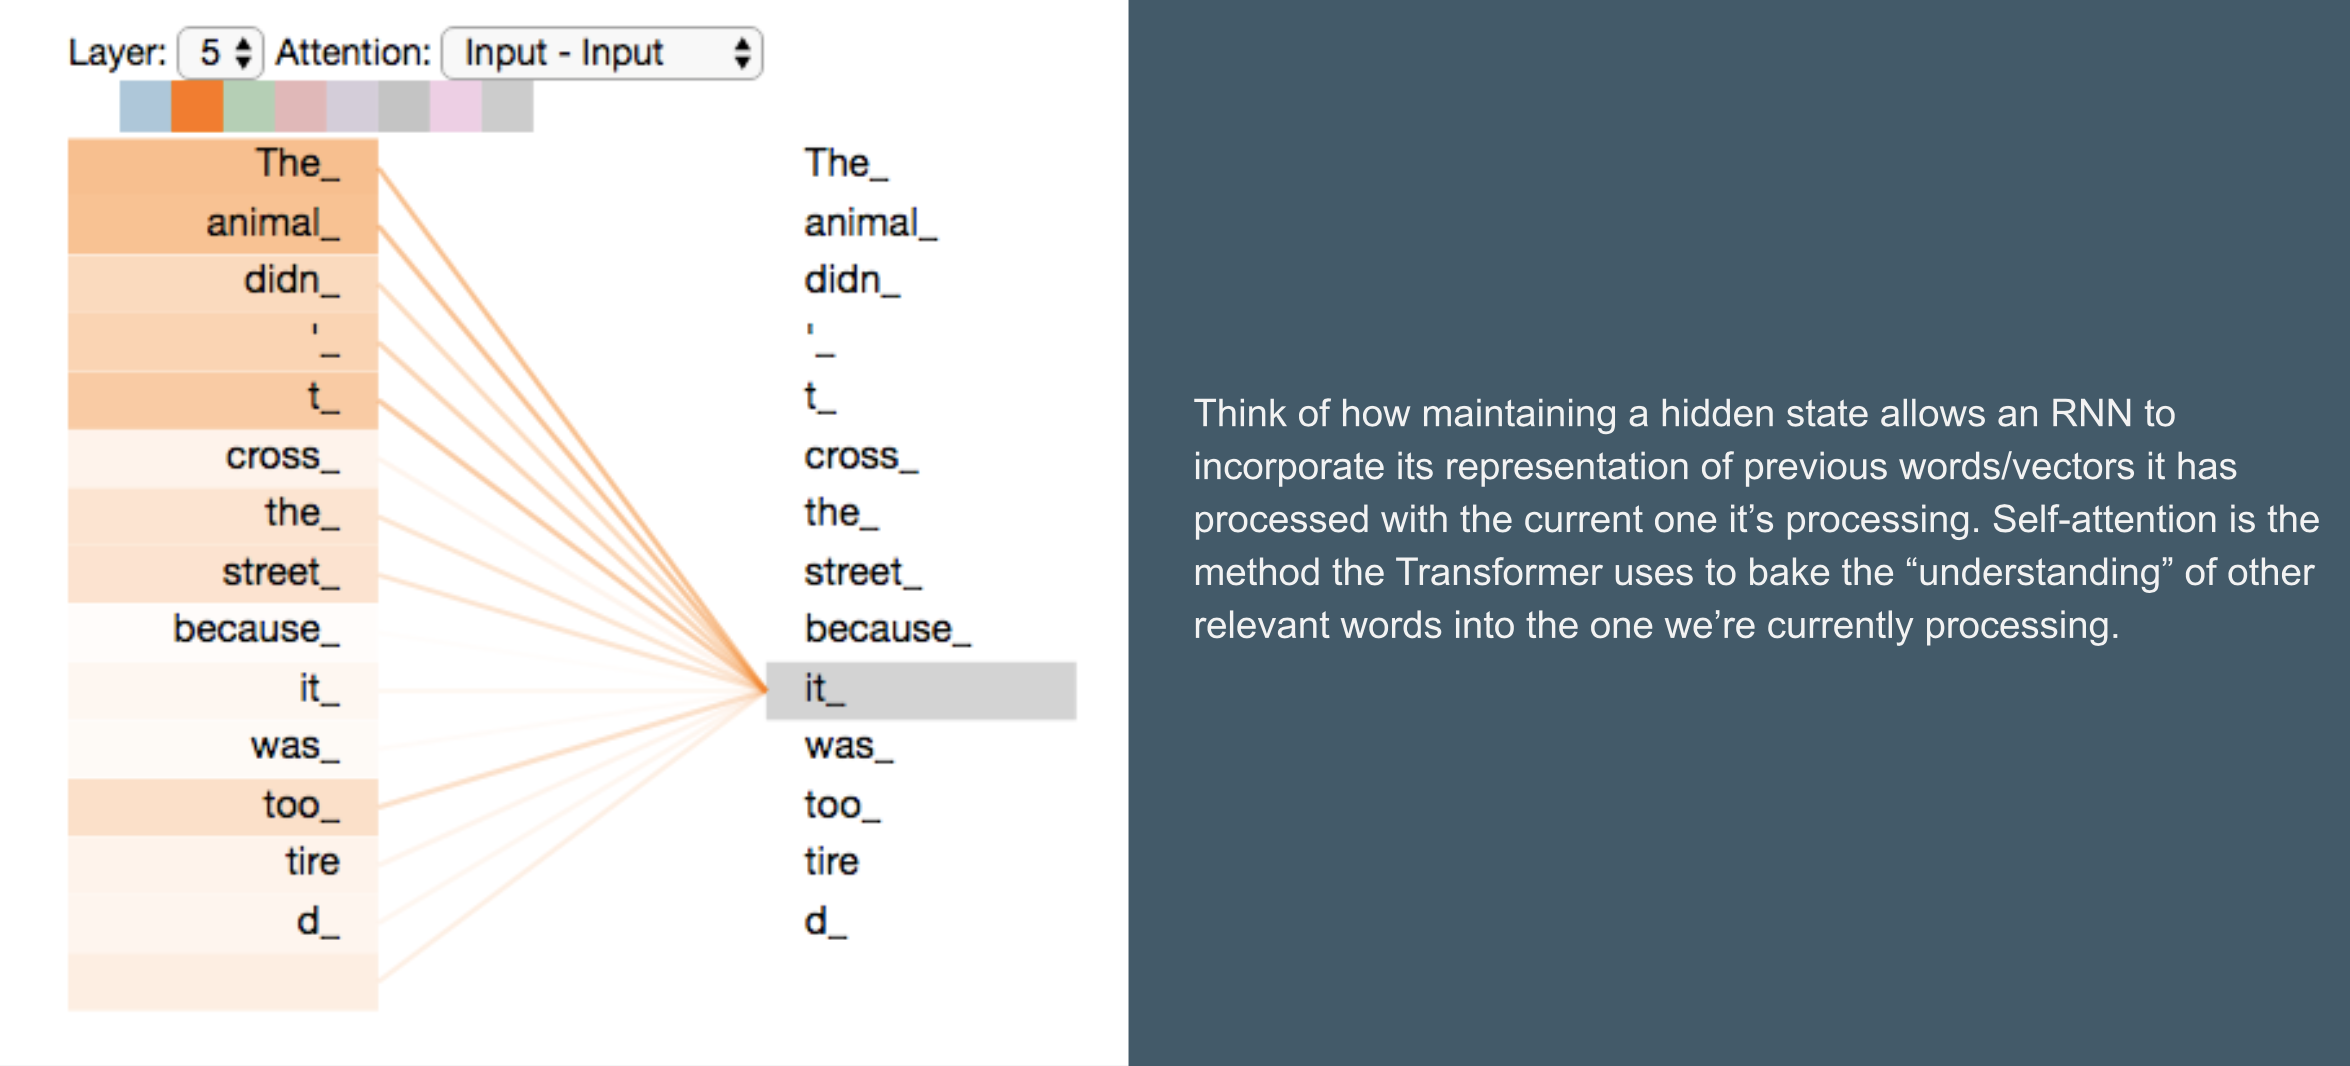 Layer: 5 Attention: Input - Input
The_ The_
animal_ animal_
didn_ didn_
'_ '_
t_ t_
cross_ cross_
the_ the_
street_ street_
because_ because_
it_ it_
was_ was_
too_ too_
tire tire
d_ d_
Think of how maintaining a hidden state allows an RNN to
incorporate its representation of previous words/vectors it has
processed with the current one it’s processing. Self-attention is the
method the Transformer uses to bake the “understanding” of other
relevant words into the one we’re currently processing.